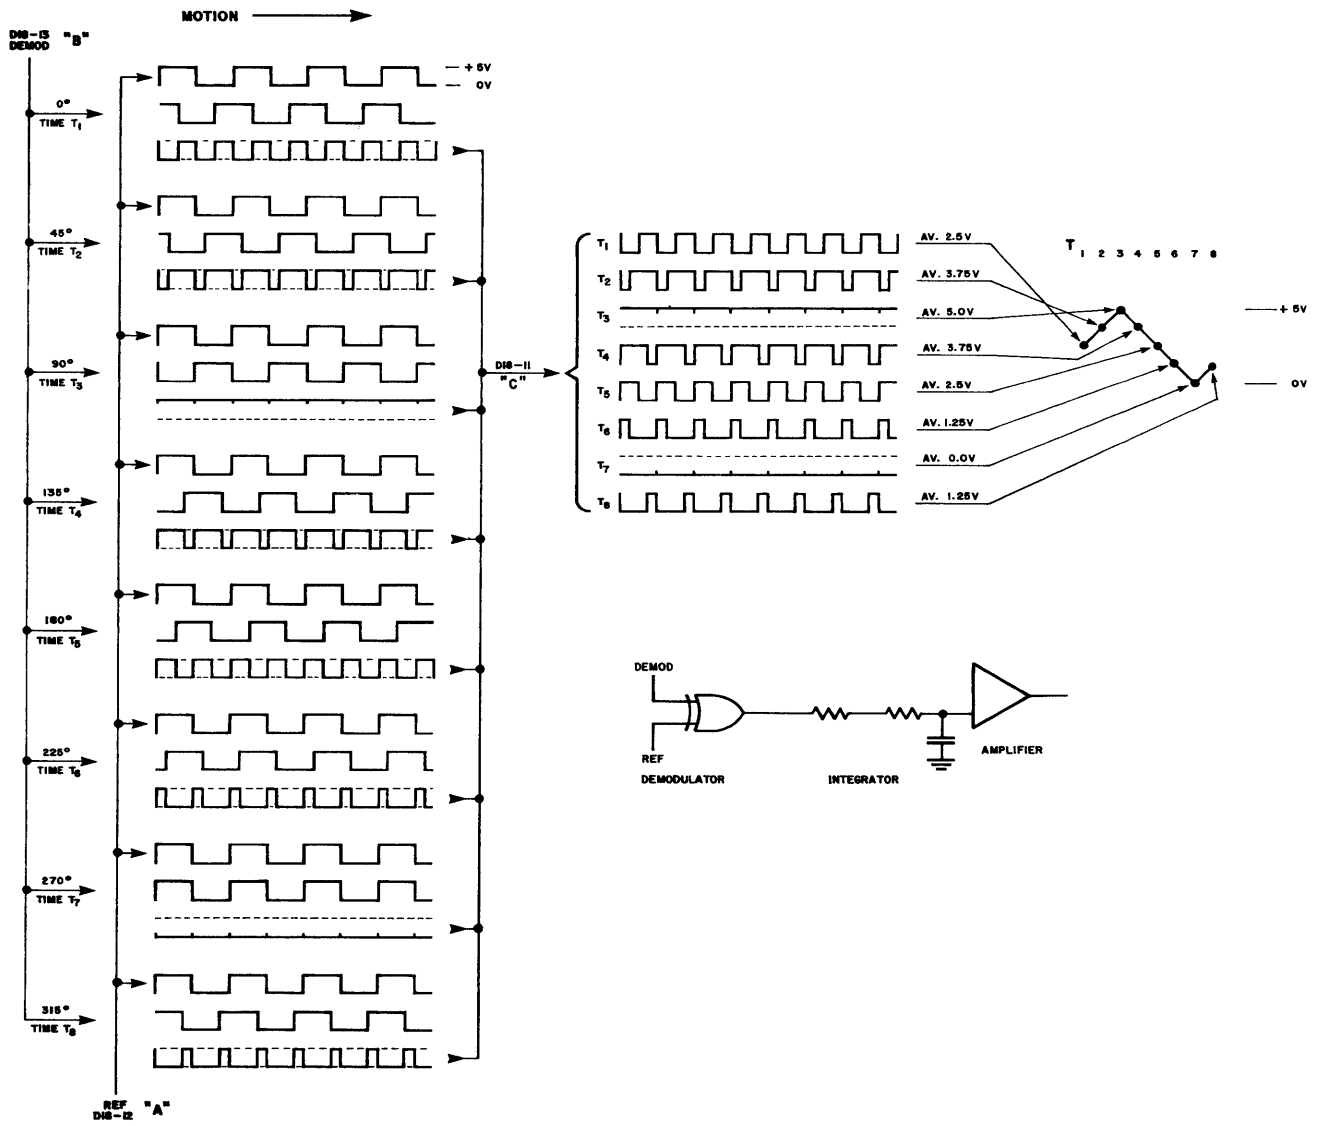 MOTION
D18-13 "B"
DEMOD
+5V
0V
0°
TIME T1
45°
TIME T2
90°
TIME T3
135°
TIME T4
180°
TIME T5
225°
TIME T6
270°
TIME T7
315°
TIME T8
REF "A"
D18-12
D18-11
"C"
T1 AV. 2.5V
T2 AV. 3.75V
T3 AV. 5.0V
T4 AV. 3.75V
T5 AV. 2.5V
T6 AV. 1.25V
T7 AV. 0.0V
T8 AV. 1.25V
T 1 2 3 4 5 6 7 8
+5V
0V
DEMOD
REF
DEMODULATOR
INTEGRATOR
AMPLIFIER